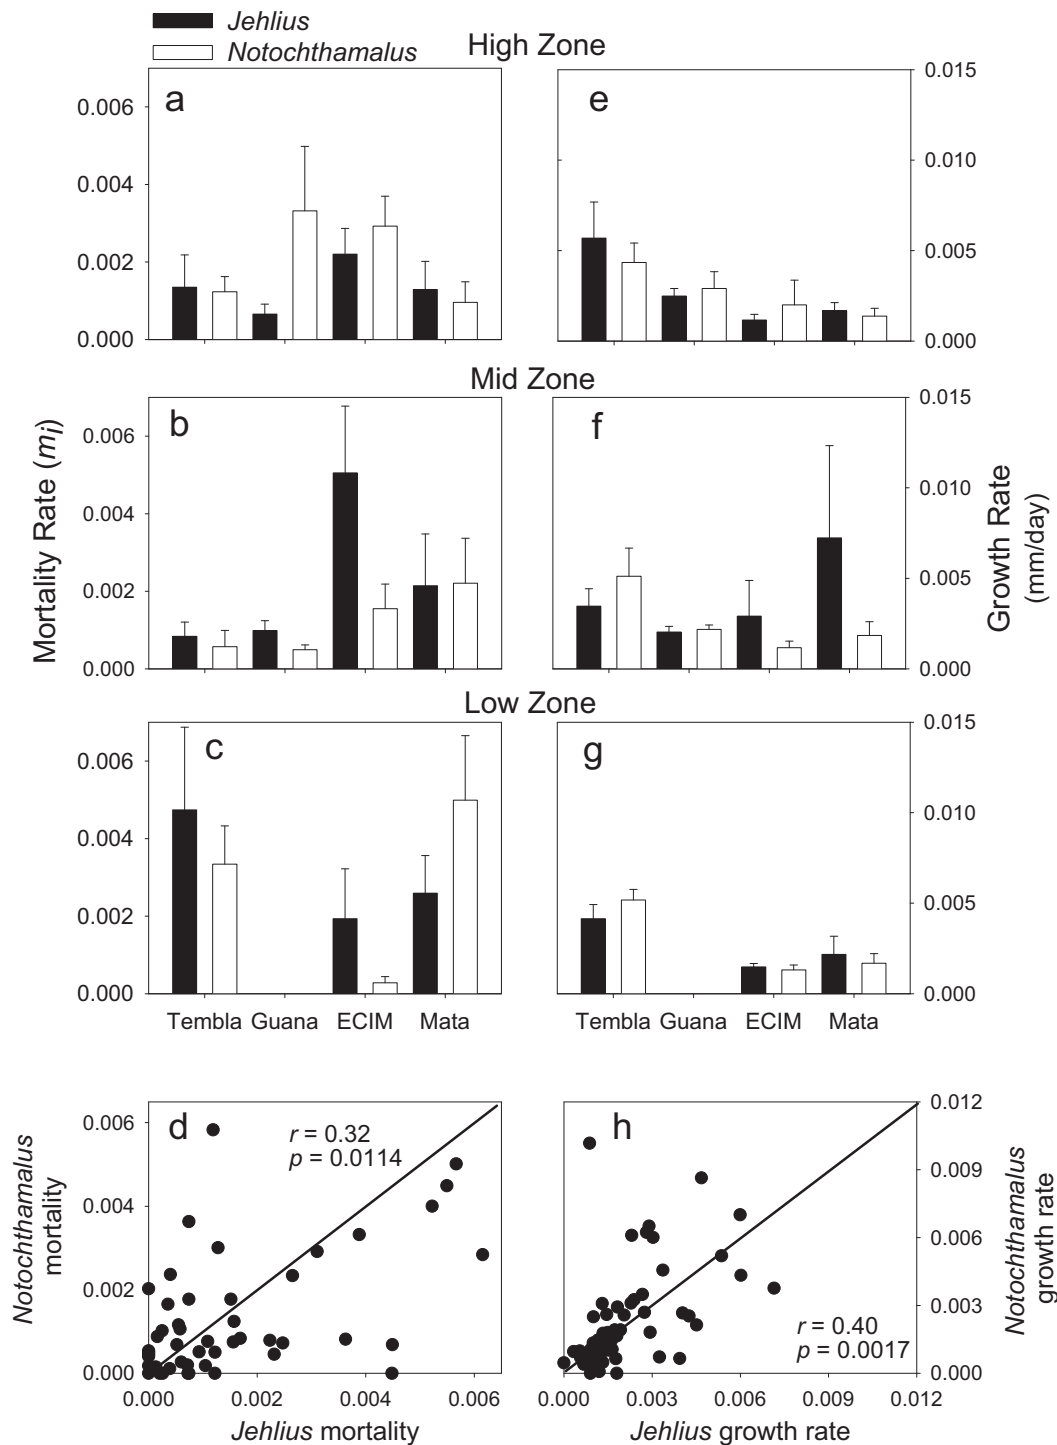 Jehlius
Notochthamalus
High Zone
a
0.006
0.004
0.002
0.000
e
0.015
0.010
0.005
0.000
Mid Zone
b
0.006
0.004
0.002
0.000
f
0.015
0.010
0.005
0.000
Mortality Rate (mi)
Growth Rate
(mm/day)
Low Zone
c
0.006
0.004
0.002
0.000
g
0.015
0.010
0.005
0.000
Tembla Guana ECIM Mata
Tembla Guana ECIM Mata
d
r = 0.32
p = 0.0114
0.006
0.004
0.002
0.000
Notochthamalus
mortality
0.000 0.002 0.004 0.006
Jehlius mortality
h
r = 0.40
p = 0.0017
0.012
0.009
0.006
0.003
0.000
Notochthamalus
growth rate
0.000 0.003 0.006 0.009 0.012
Jehlius growth rate